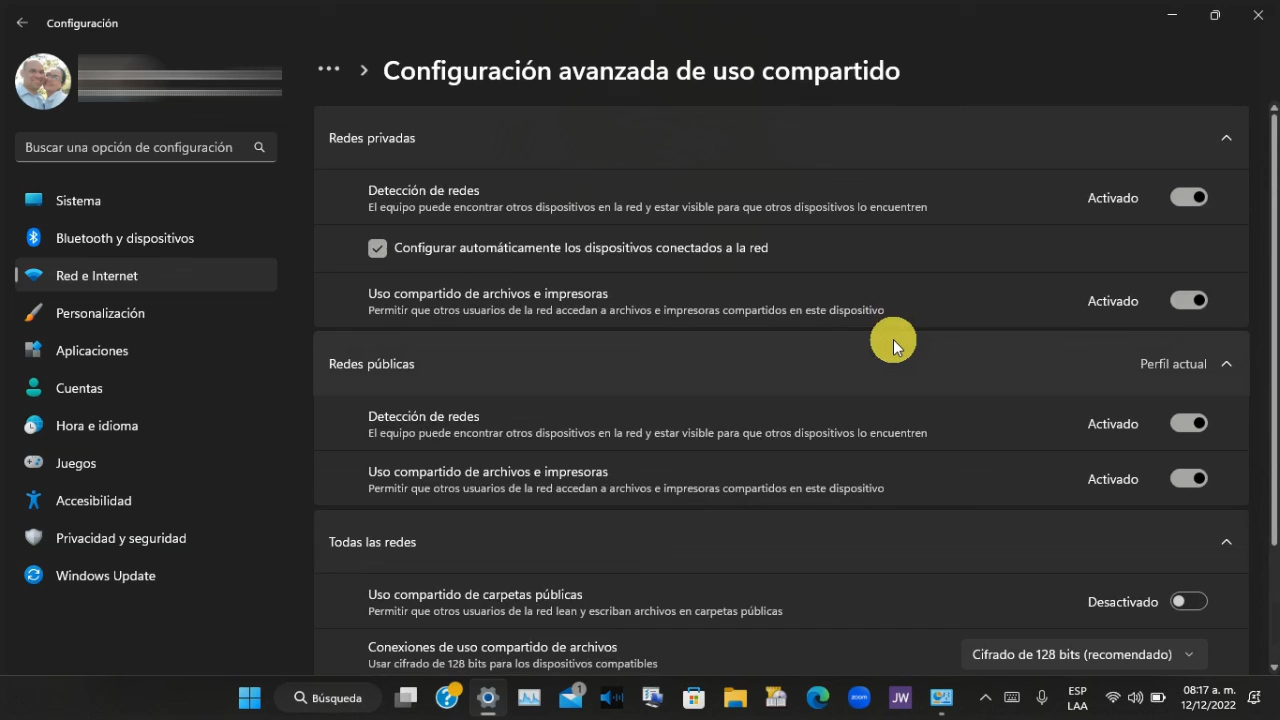 Configuración
Configuración avanzada de uso compartido
Buscar una opción de configuración
Sistema
Bluetooth y dispositivos
Red e Internet
Personalización
Aplicaciones
Cuentas
Hora e idioma
Juegos
Accesibilidad
Privacidad y seguridad
Windows Update
Redes privadas
Detección de redes
El equipo puede encontrar otros dispositivos en la red y estar visible para que otros dispositivos lo encuentren
Activado
Configurar automáticamente los dispositivos conectados a la red
Uso compartido de archivos e impresoras
Permitir que otros usuarios de la red accedan a archivos e impresoras compartidos en este dispositivo
Activado
Redes públicas
Perfil actual
Detección de redes
El equipo puede encontrar otros dispositivos en la red y estar visible para que otros dispositivos lo encuentren
Activado
Uso compartido de archivos e impresoras
Permitir que otros usuarios de la red accedan a archivos e impresoras compartidos en este dispositivo
Activado
Todas las redes
Uso compartido de carpetas públicas
Permitir que otros usuarios de la red lean y escriban archivos en carpetas públicas
Desactivado
Conexiones de uso compartido de archivos
Usar cifrado de 128 bits para los dispositivos compatibles
Cifrado de 128 bits (recomendado)
Búsqueda
1
zoom
JW
ESP
LAA
08:17 a. m.
12/12/2022